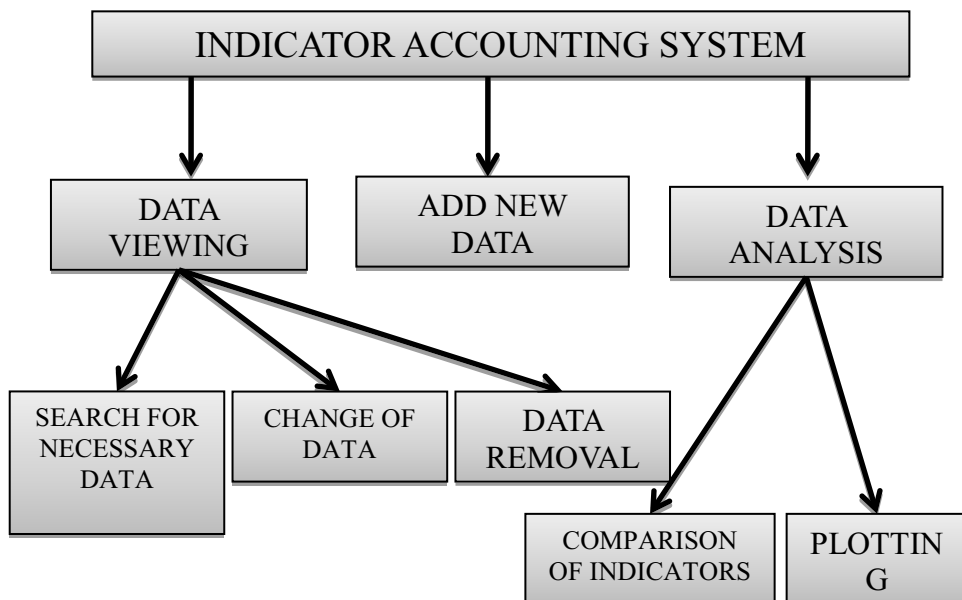 INDICATOR ACCOUNTING SYSTEM
DATA
VIEWING
ADD NEW
DATA
DATA
ANALYSIS
SEARCH FOR
NECESSARY
DATA
CHANGE OF
DATA
DATA
REMOVAL
COMPARISON
OF INDICATORS
PLOTTIN
G